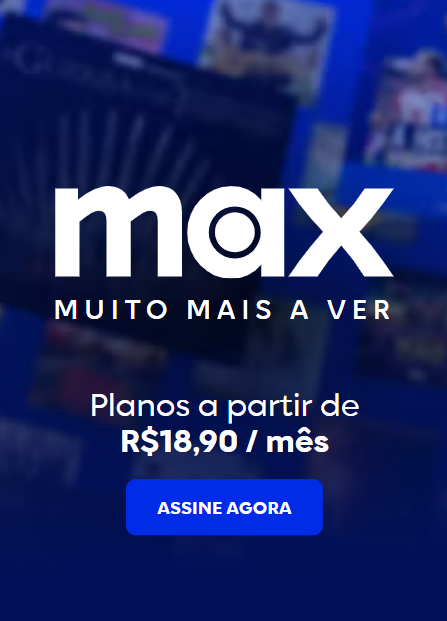 max
MUITO MAIS A VER
Planos a partir de
R$18,90 / mês
ASSINE AGORA